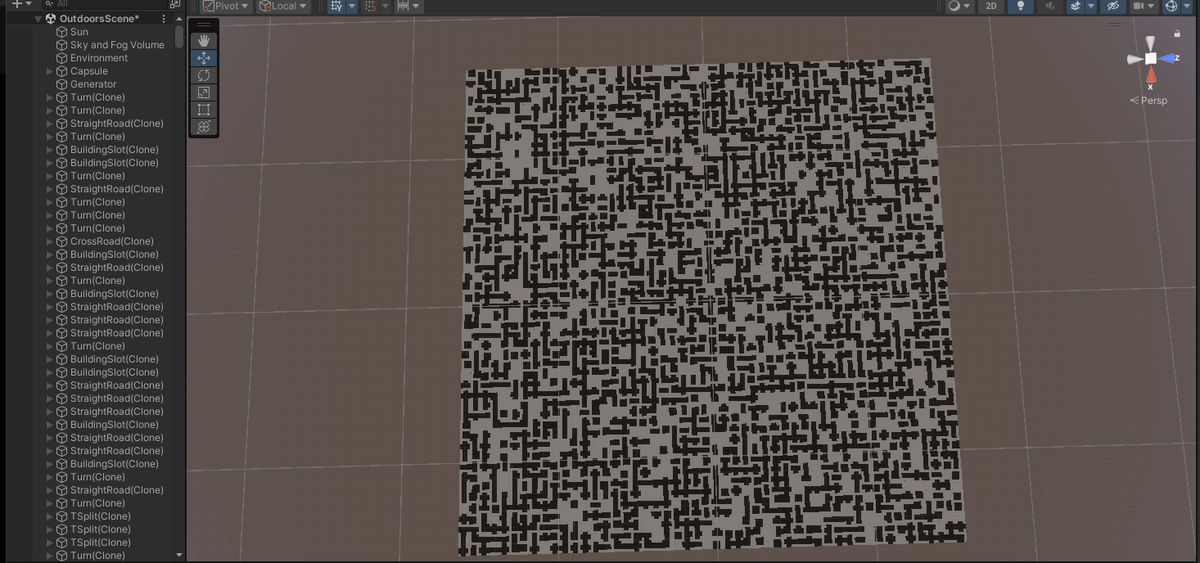 All
Pivot
Local
2D
OutdoorsScene*
Sun
Sky and Fog Volume
Environment
Capsule
Generator
Turn(Clone)
Turn(Clone)
StraightRoad(Clone)
Turn(Clone)
BuildingSlot(Clone)
BuildingSlot(Clone)
Turn(Clone)
StraightRoad(Clone)
Turn(Clone)
Turn(Clone)
Turn(Clone)
CrossRoad(Clone)
BuildingSlot(Clone)
StraightRoad(Clone)
Turn(Clone)
BuildingSlot(Clone)
StraightRoad(Clone)
StraightRoad(Clone)
StraightRoad(Clone)
Turn(Clone)
BuildingSlot(Clone)
BuildingSlot(Clone)
StraightRoad(Clone)
StraightRoad(Clone)
StraightRoad(Clone)
BuildingSlot(Clone)
StraightRoad(Clone)
StraightRoad(Clone)
BuildingSlot(Clone)
Turn(Clone)
StraightRoad(Clone)
Turn(Clone)
TSplit(Clone)
TSplit(Clone)
TSplit(Clone)
Turn(Clone)
z
x
Persp